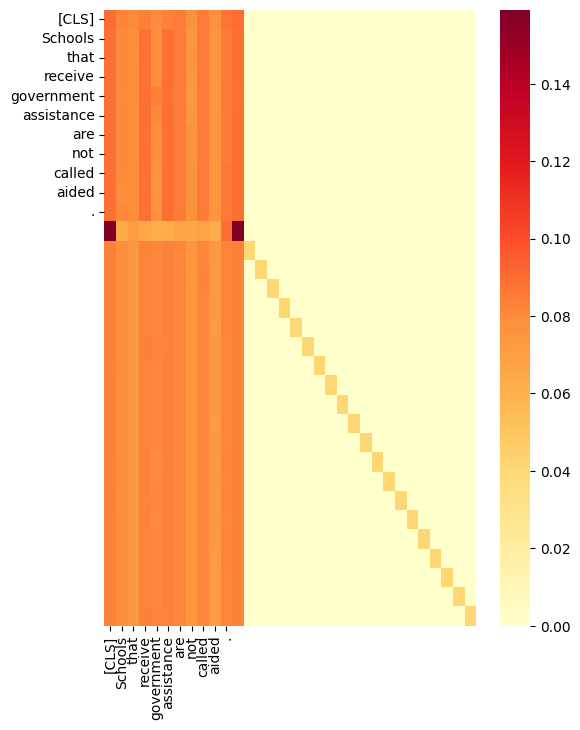 [CLS]
Schools
that
receive
government
assistance
are
not
called
aided
.
0.14
0.12
0.10
0.08
0.06
0.04
0.02
0.00
[CLS]
Schools
that
receive
government
assistance
are
not
called
aided
.